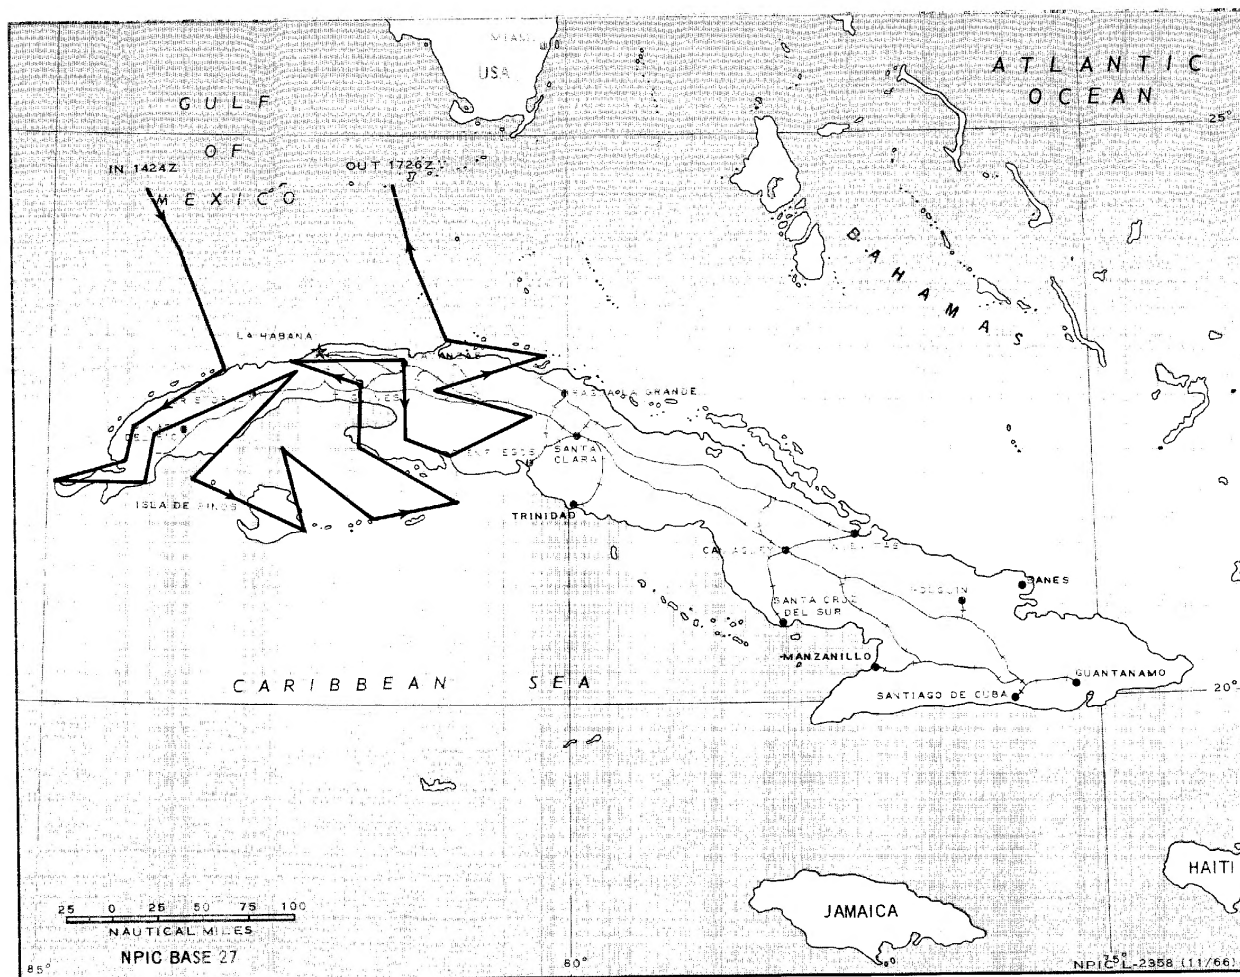 MIAMI
USA
ATLANTIC
OCEAN
GULF
OF
MEXICO
25°
IN 1424Z
OUT 1726Z
BAHAMAS
LA HABANA
GRANDE
SANTA
CLARA
ISLA DE PINOS
TRINIDAD
BANES
SANTA CRUZ
DEL SUR
MANZANILLO
GUANTANAMO
SANTIAGO DE CUBA
CARIBBEAN SEA
20°
HAITI
JAMAICA
25 0 25 50 75 100
NAUTICAL MILES
NPIC BASE 27
85°
80°
75°
NPIC L-2358 (11/66)